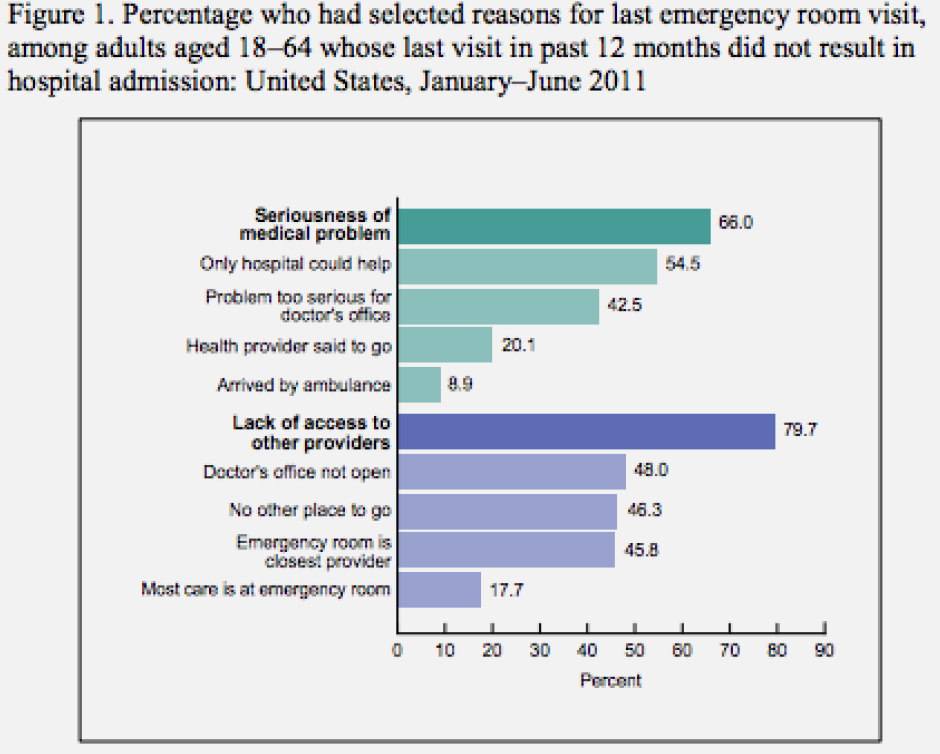 Figure 1. Percentage who had selected reasons for last emergency room visit,
among adults aged 18–64 whose last visit in past 12 months did not result in
hospital admission: United States, January–June 2011
Seriousness of
medical problem
66.0
Only hospital could help
54.5
Problem too serious for
doctor's office
42.5
Health provider said to go
20.1
Arrived by ambulance
8.9
Lack of access to
other providers
79.7
Doctor's office not open
48.0
No other place to go
46.3
Emergency room is
closest provider
45.8
Most care is at emergency room
17.7
0 10 20 30 40 50 60 70 80 90
Percent